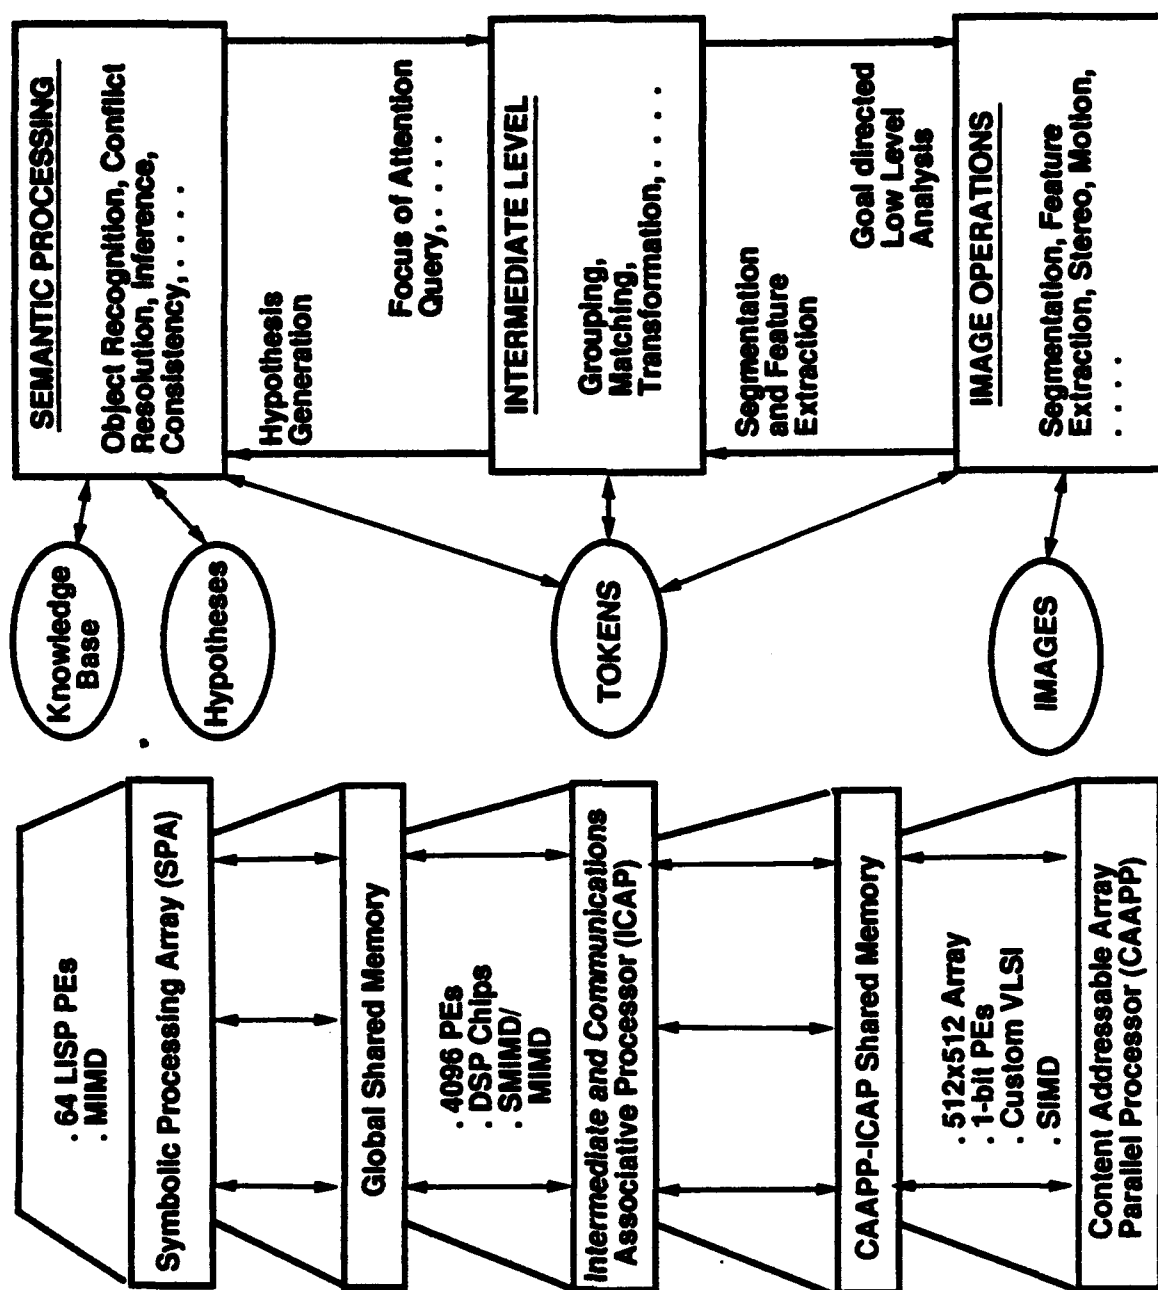 . 64 LISP PEs
. MIMD
Symbolic Processing Array (SPA)
Global Shared Memory
. 4096 PEs
. DSP Chips
. SMIMD/
MIMD
Intermediate and Communications
Associative Processor (ICAP)
CAAPP-ICAP Shared Memory
. 512x512 Array
. 1-bit PEs
. Custom VLSI
. SIMD
Content Addressable Array
Parallel Processor (CAAPP)
Knowledge
Base
Hypotheses
TOKENS
IMAGES
SEMANTIC PROCESSING
Object Recognition, Conflict
Resolution, Inference,
Consistency, . . . . .
Hypothesis
Generation
Focus of Attention
Query, . . . .
INTERMEDIATE LEVEL
Grouping,
Matching,
Transformation, . . . . .
Segmentation
and Feature
Extraction
Goal directed
Low Level
Analysis
IMAGE OPERATIONS
Segmentation, Feature
Extraction, Stereo, Motion,
. . . . .